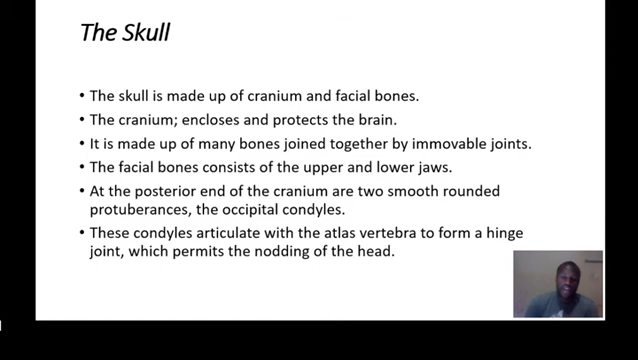 The Skull
• The skull is made up of cranium and facial bones.
• The cranium; encloses and protects the brain.
• It is made up of many bones joined together by immovable joints.
• The facial bones consists of the upper and lower jaws.
• At the posterior end of the cranium are two smooth rounded
protuberances, the occipital condyles.
• These condyles articulate with the atlas vertebra to form a hinge
joint, which permits the nodding of the head.